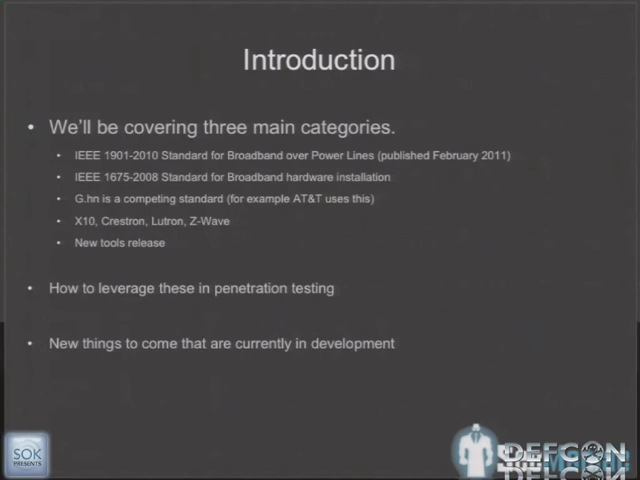 Introduction
• We'll be covering three main categories.
• IEEE 1901-2010 Standard for Broadband over Power Lines (published February 2011)
• IEEE 1675-2008 Standard for Broadband hardware installation
• G.hn is a competing standard (for example AT&T uses this)
• X10, Crestron, Lutron, Z-Wave
• New tools release
• How to leverage these in penetration testing
• New things to come that are currently in development
SOK
PRESENTS
DEFCON